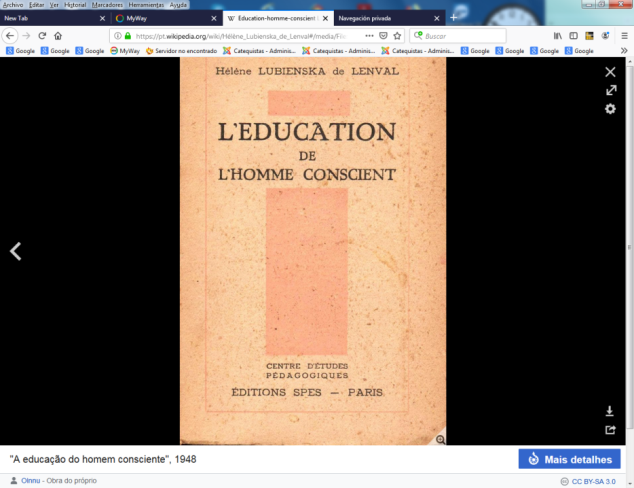 Archivo Editar Ver Historial Marcadores Herramientas Ayuda
New Tab
MyWay
Education-homme-conscient
Navegación privada
https://pt.wikipedia.org/wiki/Hélène_Lubienska_de_Lenval#/media/Fi
Buscar
Google Google Google MyWay Servidor no encontrado Catequistas - Adminis... Catequistas - Adminis... Catequistas - Adminis... Google Google Google Google
Hélène LUBIENSKA de LENVAL
L'EDUCATION
DE
L'HOMME CONSCIENT
CENTRE D'ÉTUDES
PÉDAGOGIQUES
ÉDITIONS SPES — PARIS
"A educação do homem consciente", 1948
Mais detalhes
OInnu - Obra do próprio
CC BY-SA 3.0